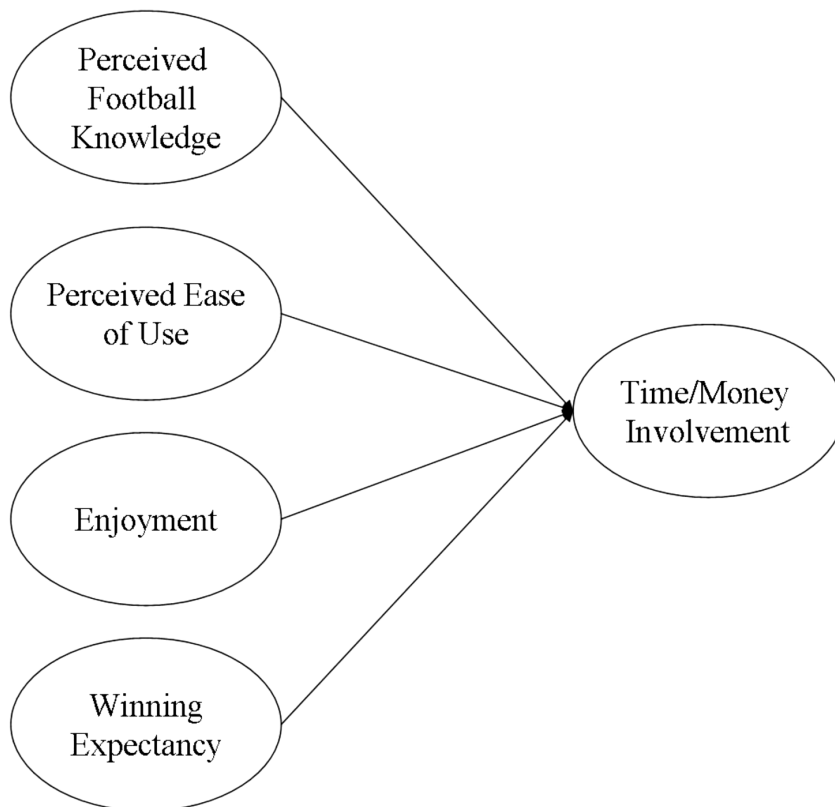 Perceived
Football
Knowledge
Perceived Ease
of Use
Time/Money
Involvement
Enjoyment
Winning
Expectancy